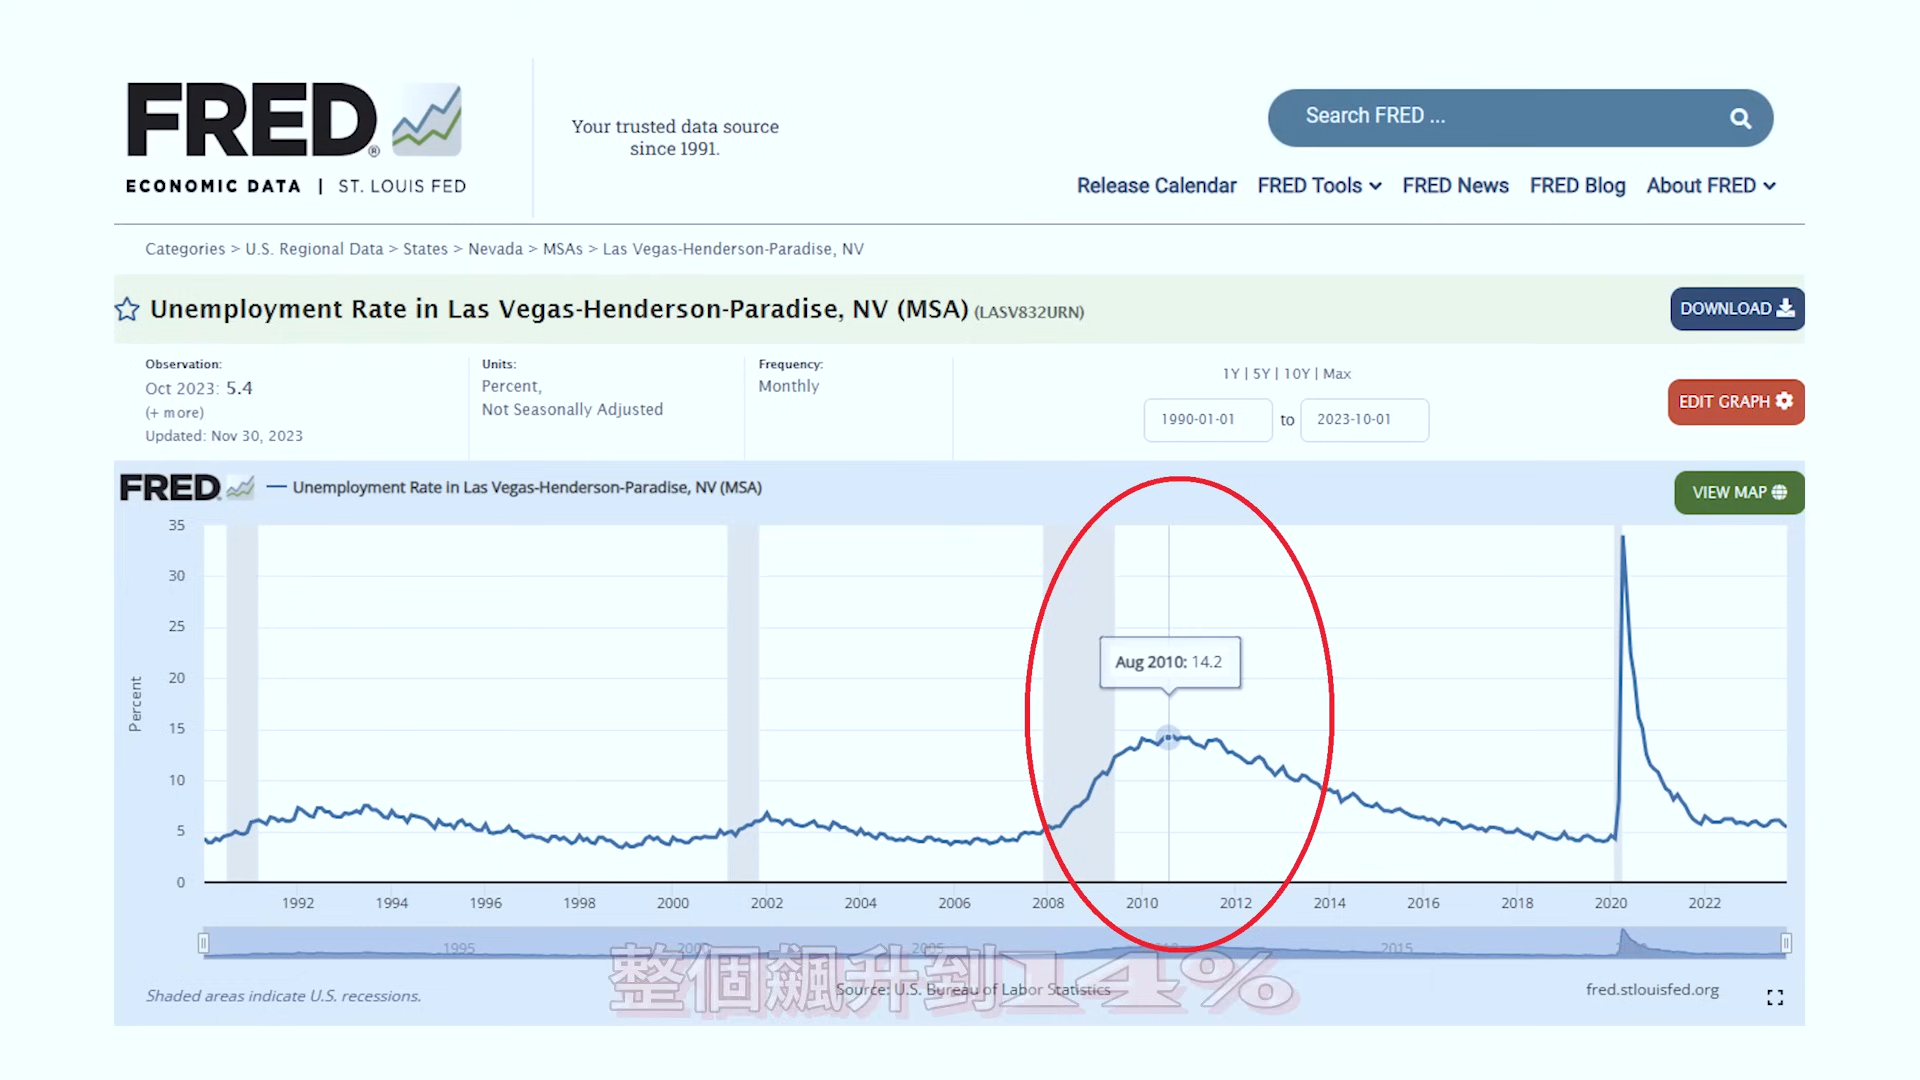 FRED®
ECONOMIC DATA | ST. LOUIS FED
Your trusted data source
since 1991.
Search FRED ...
Release Calendar FRED Tools FRED News FRED Blog About FRED
Categories > U.S. Regional Data > States > Nevada > MSAs > Las Vegas-Henderson-Paradise, NV
Unemployment Rate in Las Vegas-Henderson-Paradise, NV (MSA) (LASV832URN)
DOWNLOAD
Observation:
Oct 2023: 5.4
(+ more)
Updated: Nov 30, 2023
Units:
Percent,
Not Seasonally Adjusted
Frequency:
Monthly
1Y | 5Y | 10Y | Max
1990-01-01 to 2023-10-01
EDIT GRAPH
FRED Unemployment Rate in Las Vegas-Henderson-Paradise, NV (MSA)
VIEW MAP
35
30
25
20
15
10
5
0
Percent
Aug 2010: 14.2
1992 1994 1996 1998 2000 2002 2004 2006 2008 2010 2012 2014 2016 2018 2020 2022
1995 2005 2015
整個飆升到14%
Shaded areas indicate U.S. recessions.
Source: U.S. Bureau of Labor Statistics
fred.stlouisfed.org